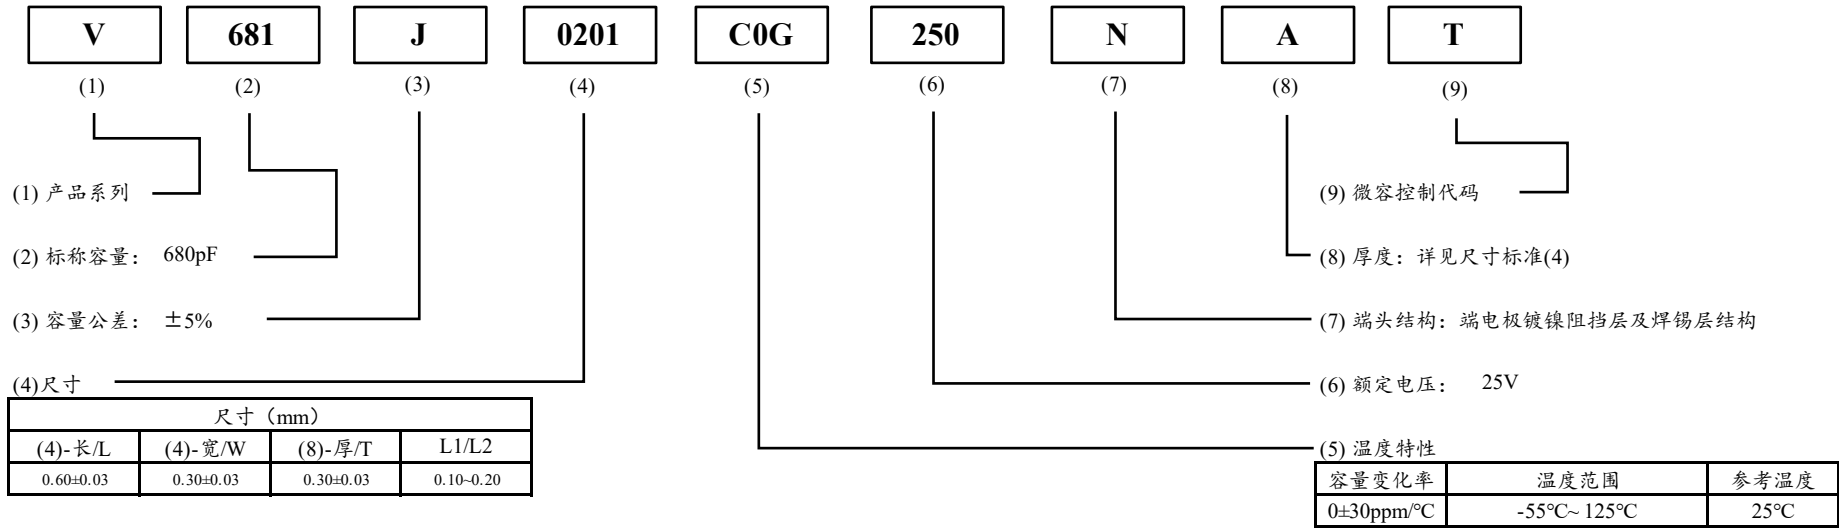 V 681 J 0201 C0G 250 N A T
(1) (2) (3) (4) (5) (6) (7) (8) (9)
(1) 产品系列
(9) 微容控制代码
(2) 标称容量： 680pF
(8) 厚度：详见尺寸标准(4)
(3) 容量公差： ±5%
(7) 端头结构：端电极镀镍阻挡层及焊锡层结构
(4)尺寸
(6) 额定电压： 25V
尺寸（mm）
(4)-长/L (4)-宽/W (8)-厚/T L1/L2
0.60±0.03 0.30±0.03 0.30±0.03 0.10~0.20
(5) 温度特性
容量变化率 温度范围 参考温度
0±30ppm/℃ -55℃~ 125℃ 25℃